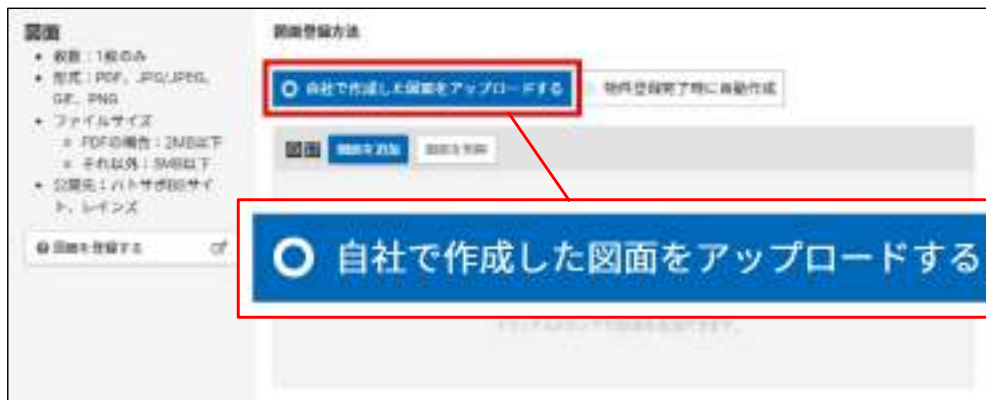 図面
• 枚数：1枚のみ
• 形式：PDF、JPG/JPEG、
GIF、PNG
• ファイルサイズ
PDFの場合：2MB以下
それ以外：5MB以下
• 公開先：ハトサポBBサイ
ト、レインズ
図面を登録する
図面登録方法
自社で作成した図面をアップロードする
物件登録完了時に自動作成
図面を追加
図面を削除
自社で作成した図面をアップロードする